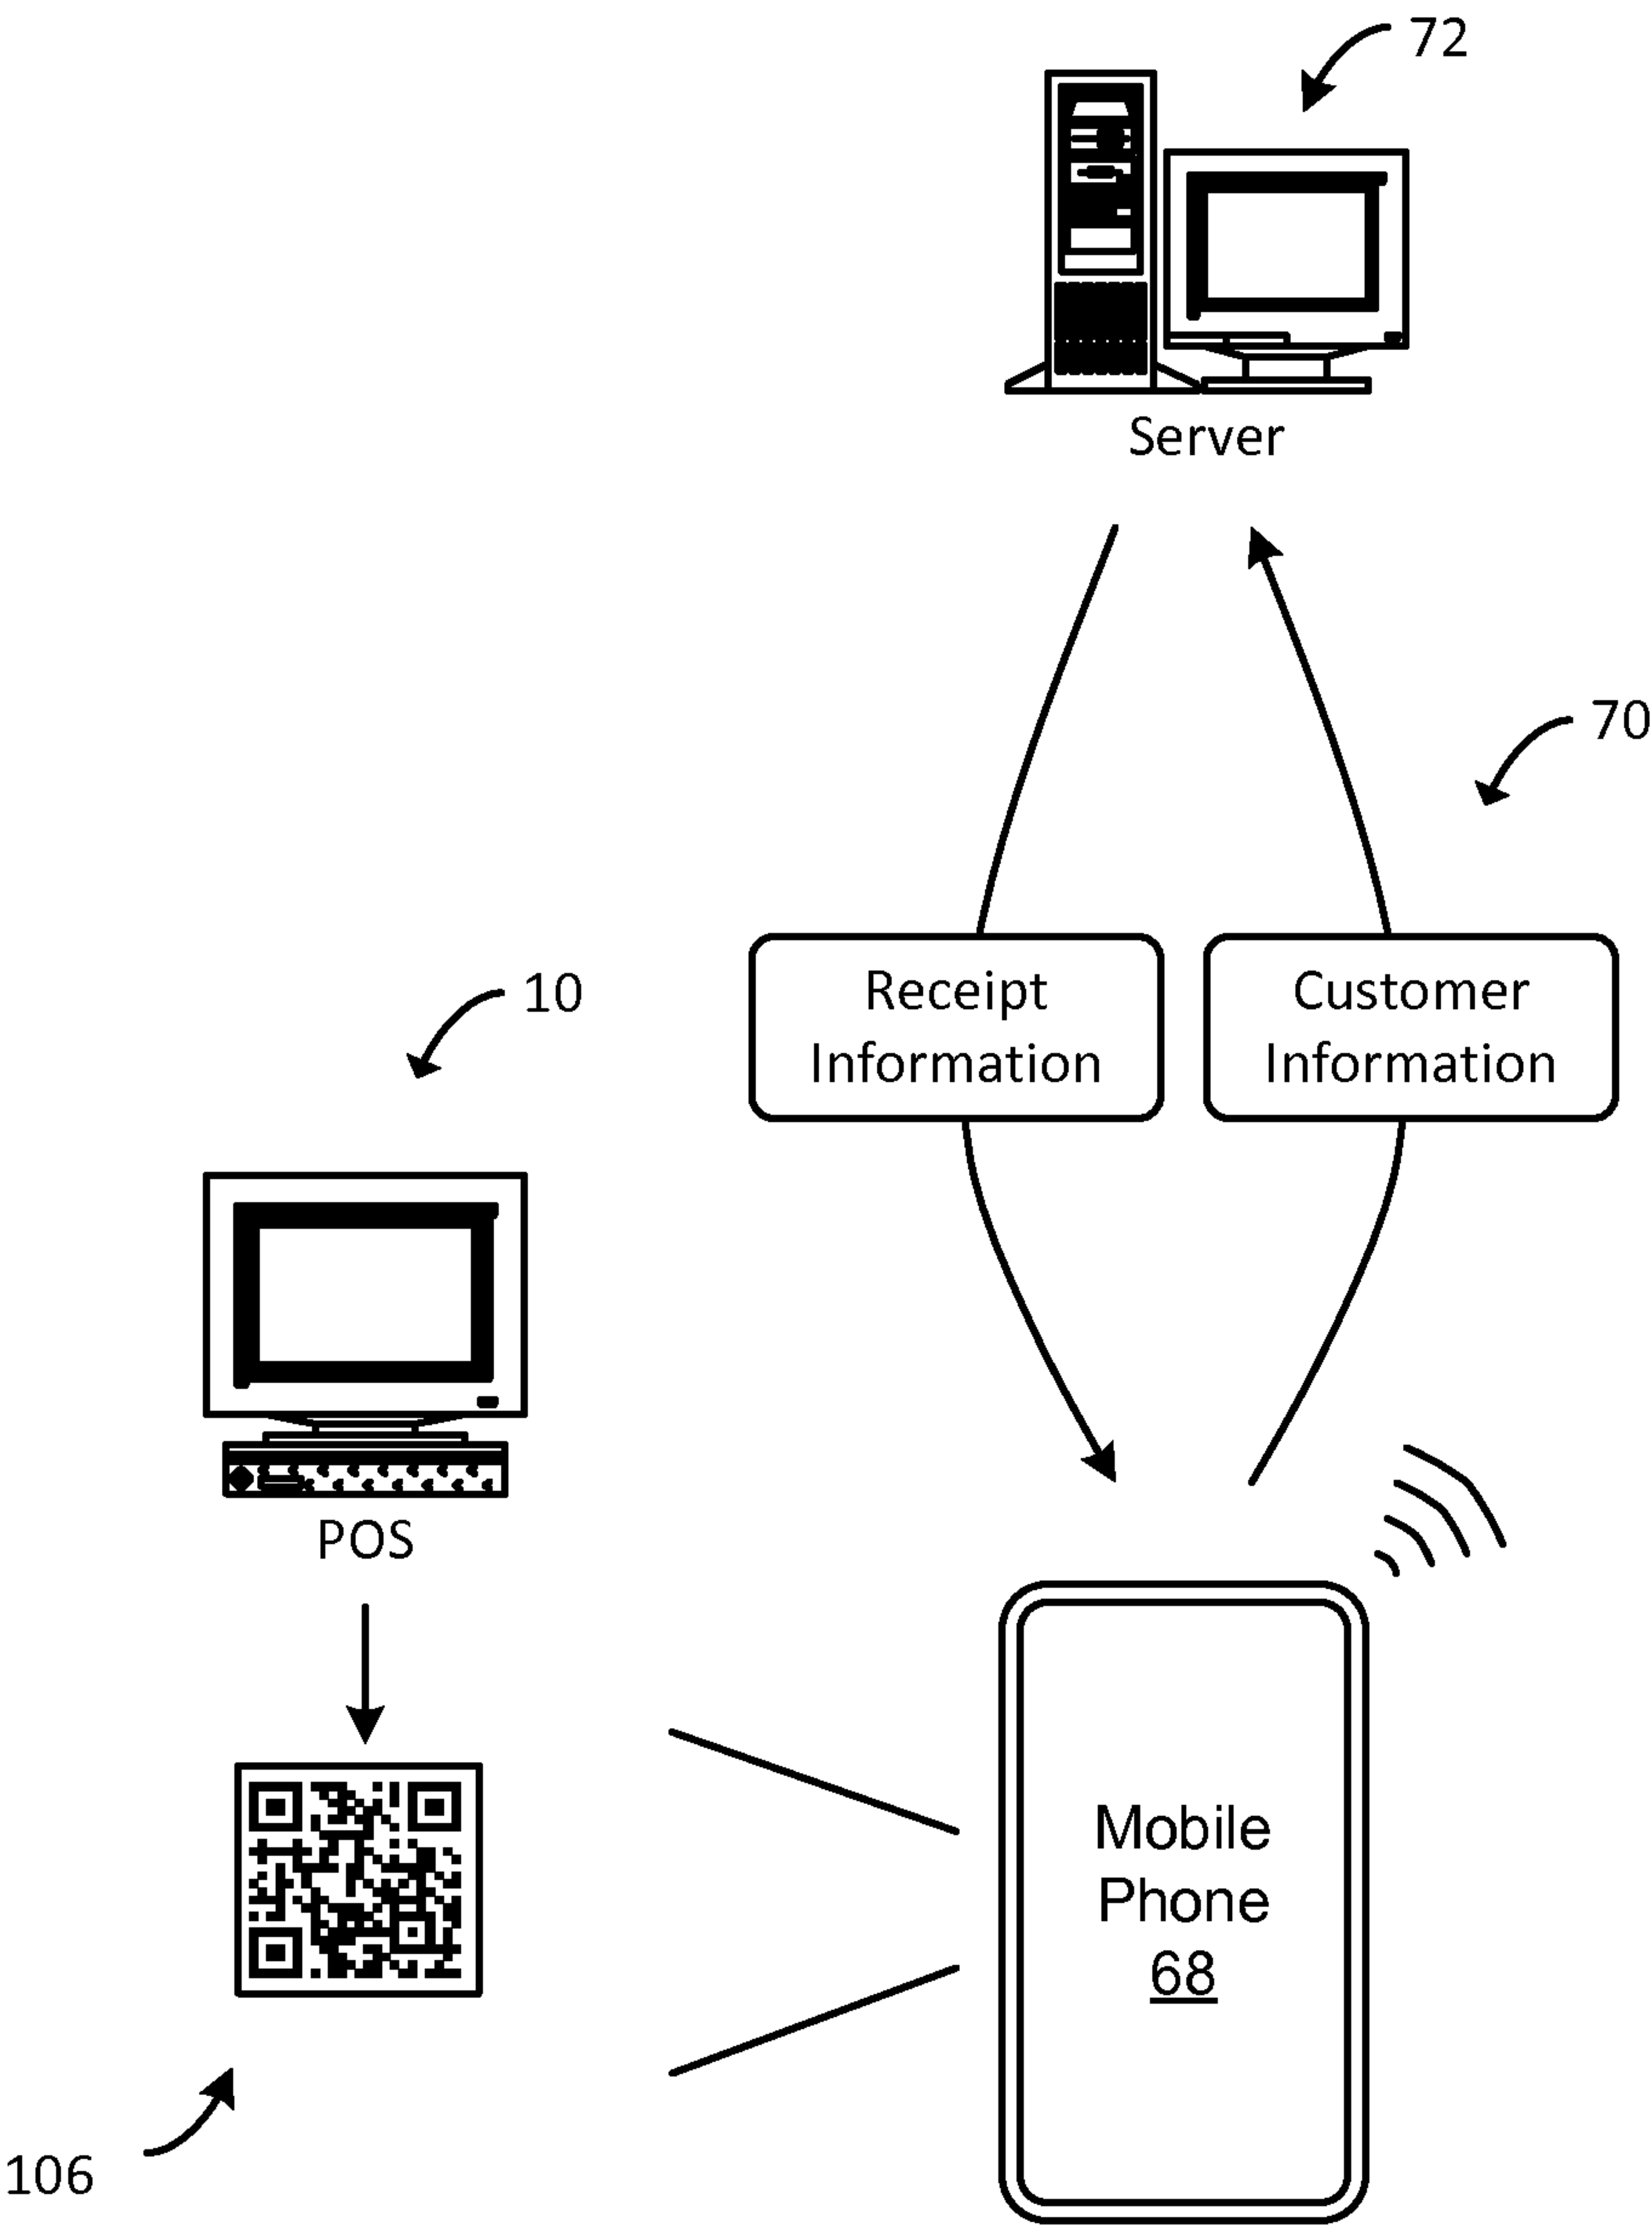 72
Server
70
Receipt
Information
Customer
Information
10
POS
Mobile
Phone
68
106